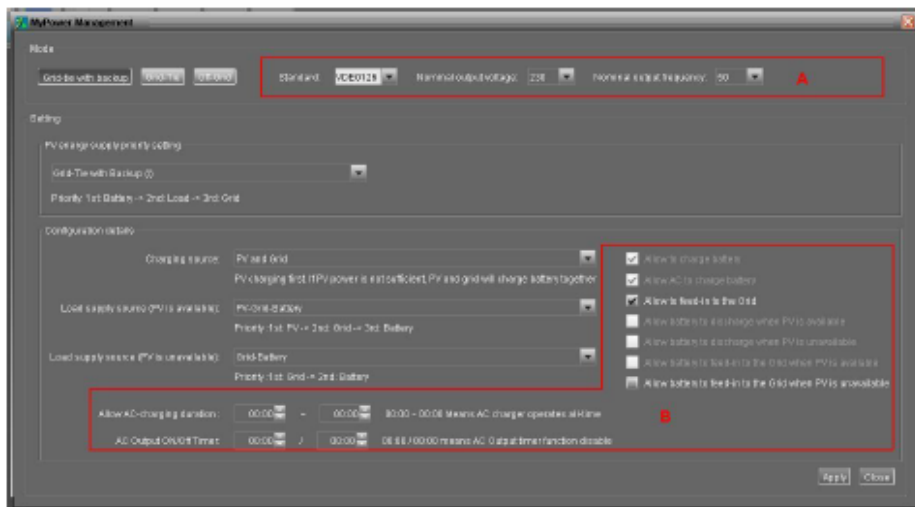 MyPower Management
Mode
Grid-tie with backup Grid-Tie Off-Grid Standard: VDE0126 Nominal output voltage: 230 Nominal output frequency: 50 A
Setting
PV energy supply priority setting
Grid-Tie with Backup (I)
Priority: 1st: Battery -> 2nd: Load -> 3rd: Grid
Configuration details
Charging source: PV and Grid
PV charging first. If PV power is not sufficient, PV and grid will charge battery together
Load supply source (PV is available): PV-Grid-Battery
Priority: 1st: PV -> 2nd: Grid -> 3rd: Battery
Load supply source (PV is unavailable): Grid-Battery
Priority: 1st: Grid -> 2nd: Battery
Allow to charge battery
Allow AC to charge battery
Allow to feed-in to the Grid
Allow battery to discharge when PV is available
Allow battery to discharge when PV is unavailable
Allow battery to feed-in to the Grid when PV is available
Allow battery to feed-in to the Grid when PV is unavailable
B
Allow AC-charging duration: 00:00 ~ 00:00 00:00 ~ 00:00 Means AC charger operates all-time
AC Output ON/Off Timer: 00:00 / 00:00 00:00 / 00:00 means AC Output timer function disable
Apply Close